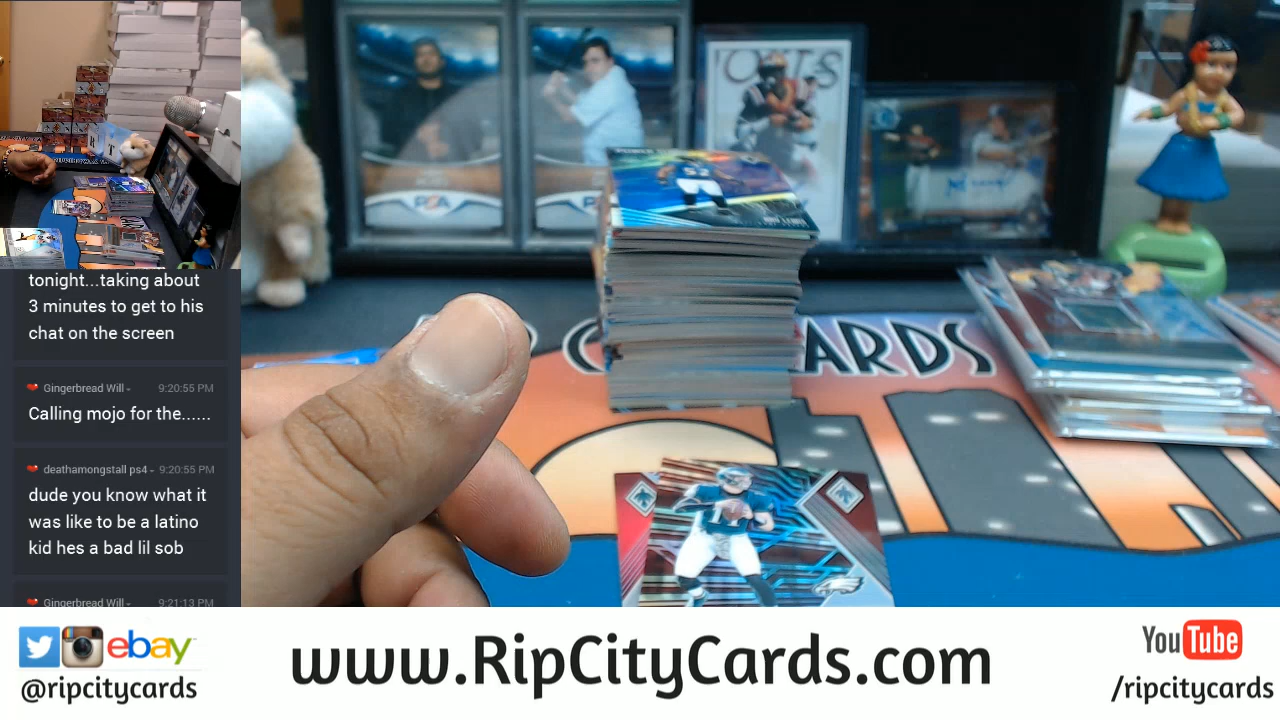 tonight...taking about
3 minutes to get to his
chat on the screen
Gingerbread Will
9:20:55 PM
Calling mojo for the......
deathamongstall ps4
9:20:55 PM
dude you know what it
was like to be a latino
kid hes a bad lil sob
Gingerbread Will
9:21:13 PM
CARDS
11
ebay
@ripcitycards
www.RipCityCards.com
YouTube
/ripcitycards